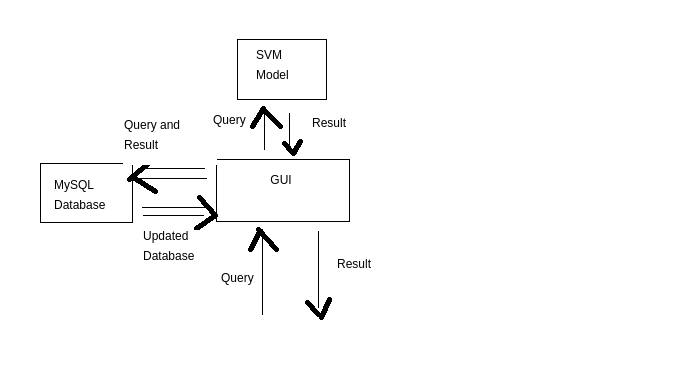 SVM
Model
Query
Result
Query and
Result
MySQL
Database
GUI
Updated
Database
Query
Result